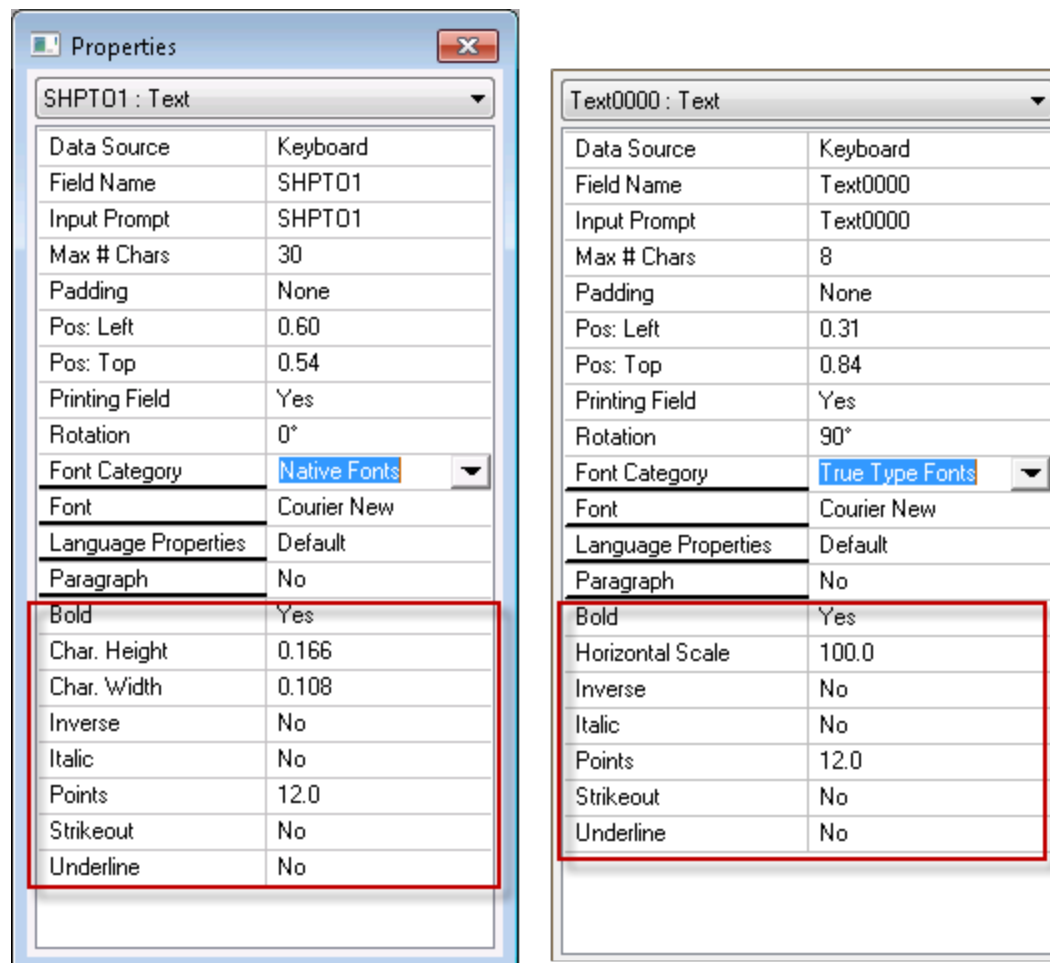 Properties
SHPTO1 : Text
Data Source Keyboard
Field Name SHPTO1
Input Prompt SHPTO1
Max # Chars 30
Padding None
Pos: Left 0.60
Pos: Top 0.54
Printing Field Yes
Rotation 0°
Font Category Native Fonts
Font Courier New
Language Properties Default
Paragraph No
Bold Yes
Char. Height 0.166
Char. Width 0.108
Inverse No
Italic No
Points 12.0
Strikeout No
Underline No
Text0000 : Text
Data Source Keyboard
Field Name Text0000
Input Prompt Text0000
Max # Chars 8
Padding None
Pos: Left 0.31
Pos: Top 0.84
Printing Field Yes
Rotation 90°
Font Category True Type Fonts
Font Courier New
Language Properties Default
Paragraph No
Bold Yes
Horizontal Scale 100.0
Inverse No
Italic No
Points 12.0
Strikeout No
Underline No